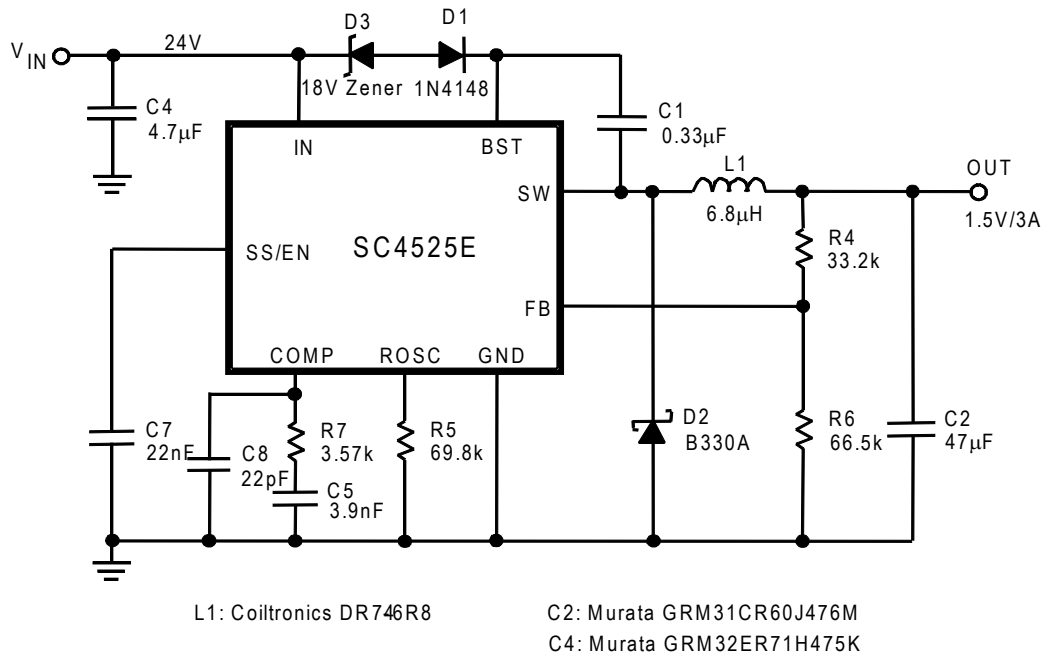 D3
D1
V IN
24V
18V Zener
1N4148
C4
4.7μF
C1
0.33μF
IN
BST
SW
L1
6.8μH
OUT
1.5V/3A
SS/EN
SC4525E
FB
R4
33.2k
COMP
ROSC
GND
C7
22nF
C8
22pF
R7
3.57k
C5
3.9nF
R5
69.8k
D2
B330A
R6
66.5k
C2
47μF
L1: Coiltronics DR746R8
C2: Murata GRM31CR60J476M
C4: Murata GRM32ER71H475K